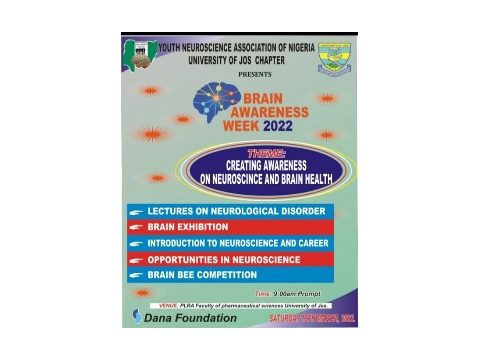 YOUTH NEUROSCIENCE ASSOCIATION OF NIGERIA
UNIVERSITY OF JOS CHAPTER
PRESENTS
BRAIN
AWARENESS
WEEK 2022
THEME:
CREATING AWARENESS
ON NEUROSCINCE AND BRAIN HEALTH
LECTURES ON NEUROLOGICAL DISORDER
BRAIN EXHIBITION
INTRODUCTION TO NEUROSCIENCE AND CAREER
OPPORTUNITIES IN NEUROSCIENCE
BRAIN BEE COMPETITION
Time: 9:00am Prompt
VENUE: PLRA Faculty of pharmaceutical sciences University of Jos.
Dana Foundation
SATURDAY MARCH, 2022